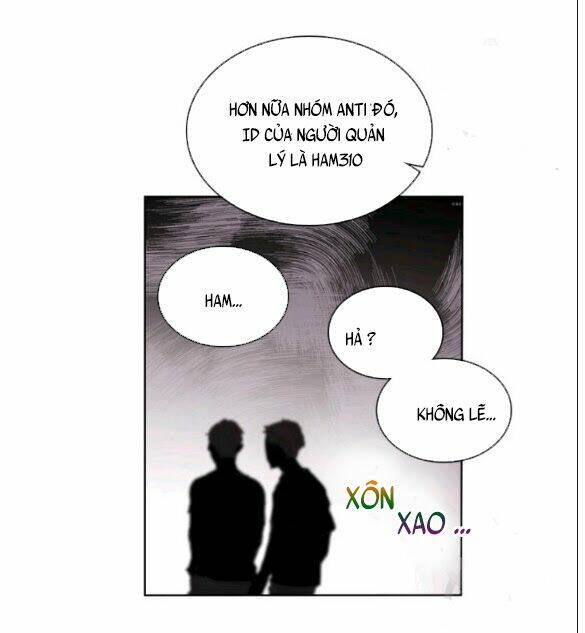 HƠN NỮA NHÓM ANTI ĐÓ,
ID CỦA NGƯỜI QUẢN
LÝ LÀ HAM310
HAM...
HẢ ?
KHÔNG LẼ...
XÔN
XAO ...